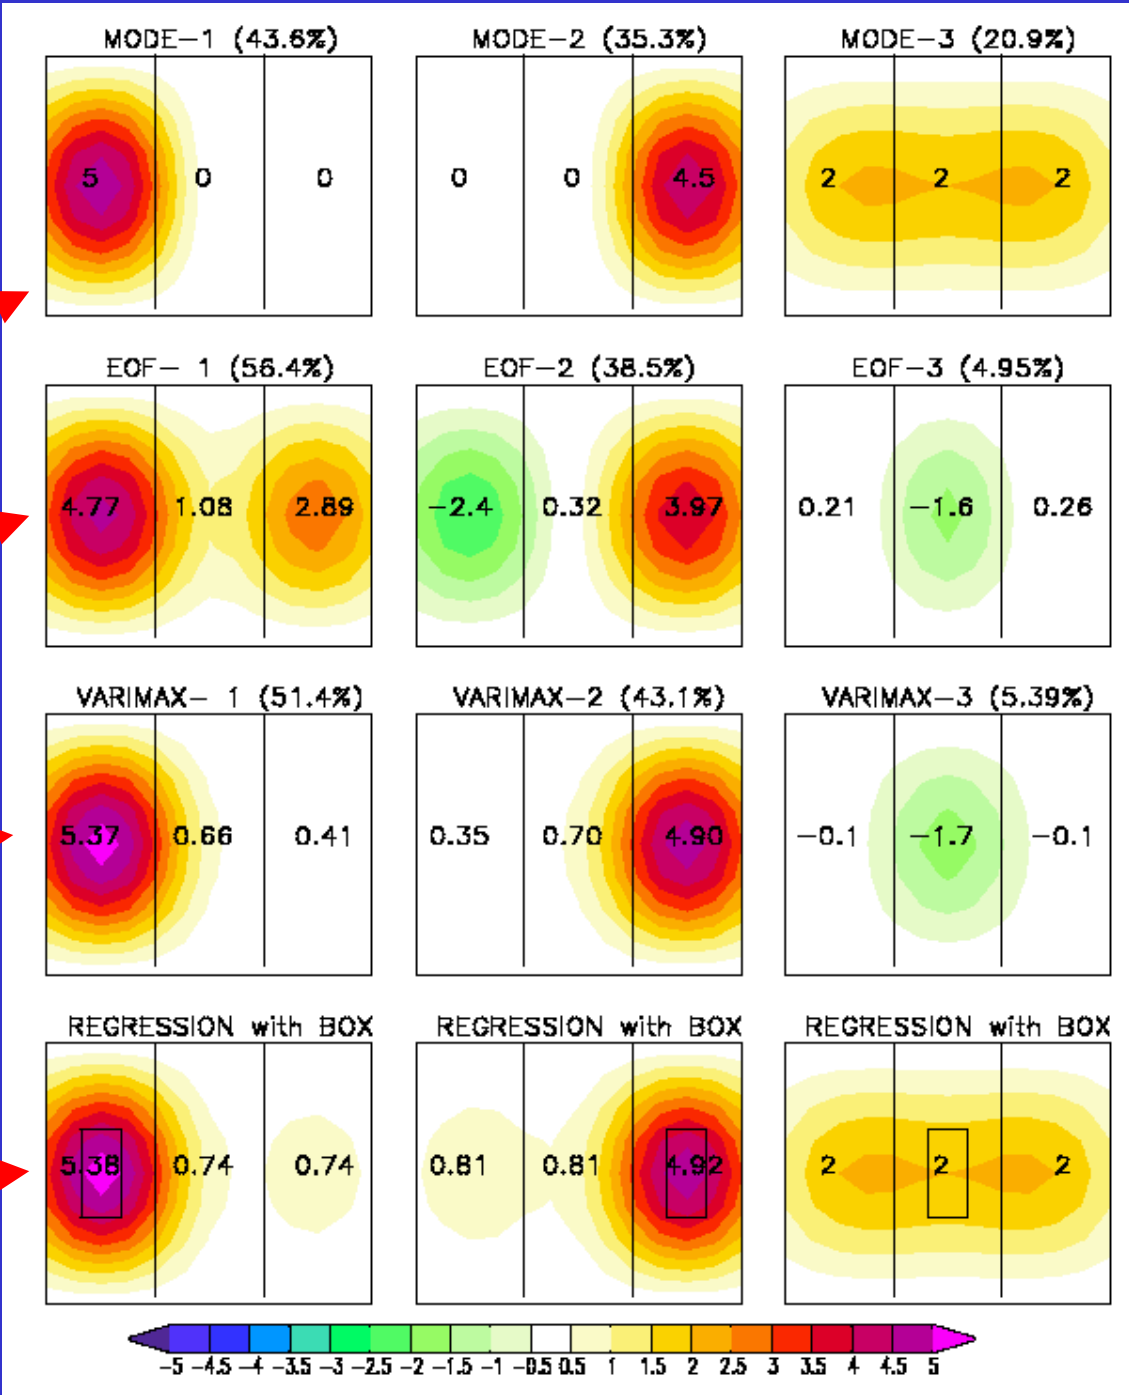 MODE-1 (43.6%) MODE-2 (35.3%) MODE-3 (20.9%)
5 0 0 0 0 4.5 2 2 2
EOF- 1 (56.4%) EOF-2 (38.5%) EOF-3 (4.95%)
4.77 1.08 2.89 -2.4 0.32 3.97 0.21 -1.6 0.26
VARIMAX- 1 (51.4%) VARIMAX-2 (43.1%) VARIMAX-3 (5.39%)
5.37 0.66 0.41 0.35 0.70 4.90 -0.1 -1.7 -0.1
REGRESSION with BOX REGRESSION with BOX REGRESSION with BOX
5.38 0.74 0.74 0.81 0.81 4.92 2 2 2
-5 -4.5 -4 -3.5 -3 -2.5 -2 -1.5 -1 -0.5 0.5 1 1.5 2 2.5 3 3.5 4 4.5 5